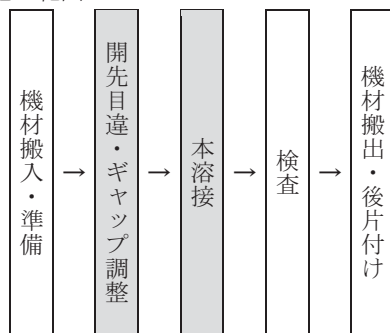 機材搬入・準備
→
開先目違・ギャップ調整
→
本溶接
→
検査
→
機材搬出・後片付け